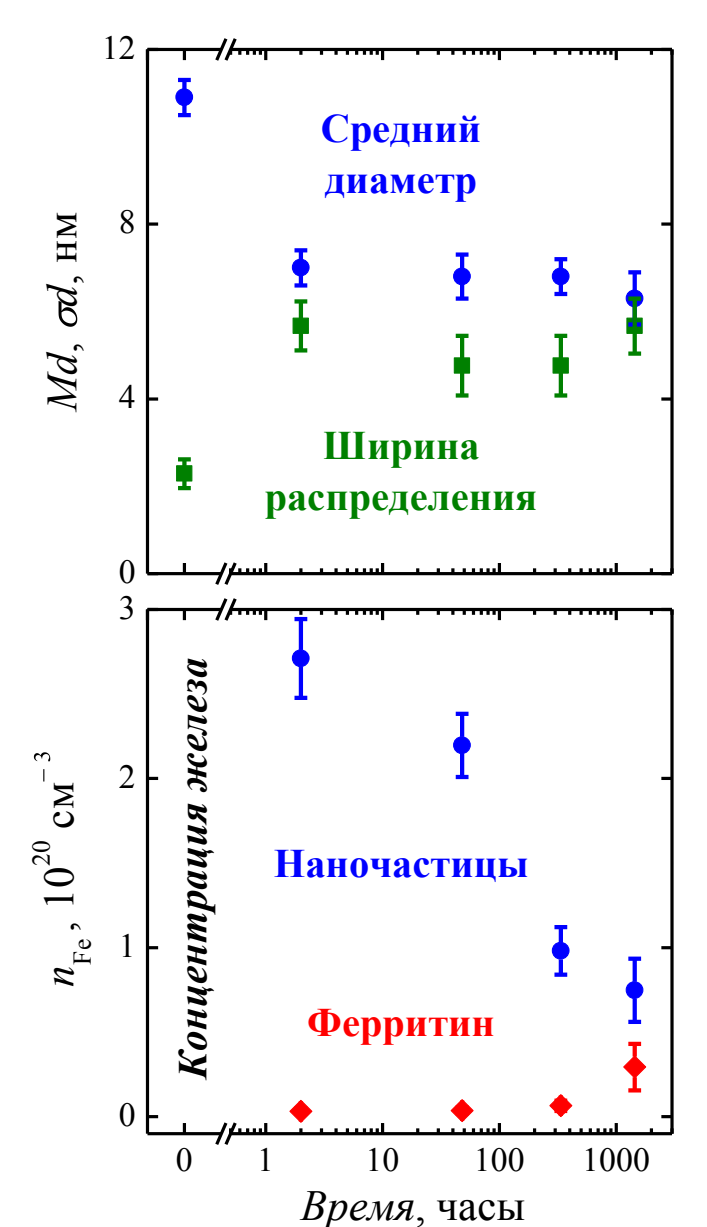 12
8
4
0
Md, σd, нм
Средний
диаметр
Ширина
распределения
3
2
1
0
n_Fe, 10^20 см^−3
Концентрация железа
Наночастицы
Ферритин
0 1 10 100 1000
Время, часы